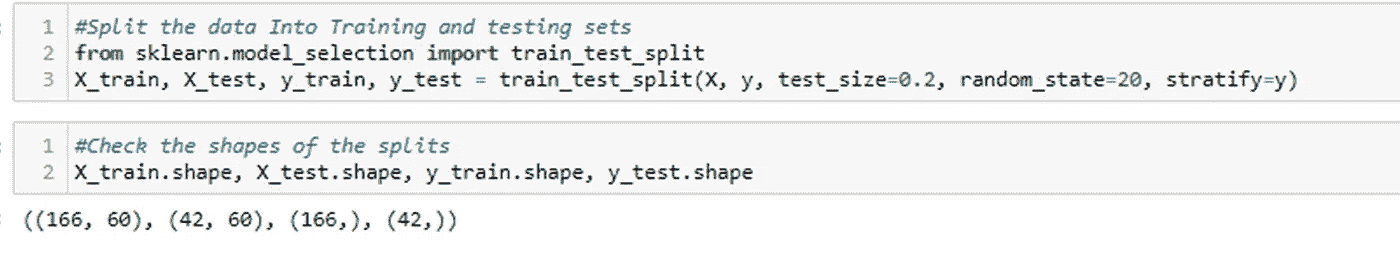 1 #Split the data Into Training and testing sets
2 from sklearn.model_selection import train_test_split
3 X_train, X_test, y_train, y_test = train_test_split(X, y, test_size=0.2, random_state=20, stratify=y)
1 #Check the shapes of the splits
2 X_train.shape, X_test.shape, y_train.shape, y_test.shape
((166, 60), (42, 60), (166,), (42,))